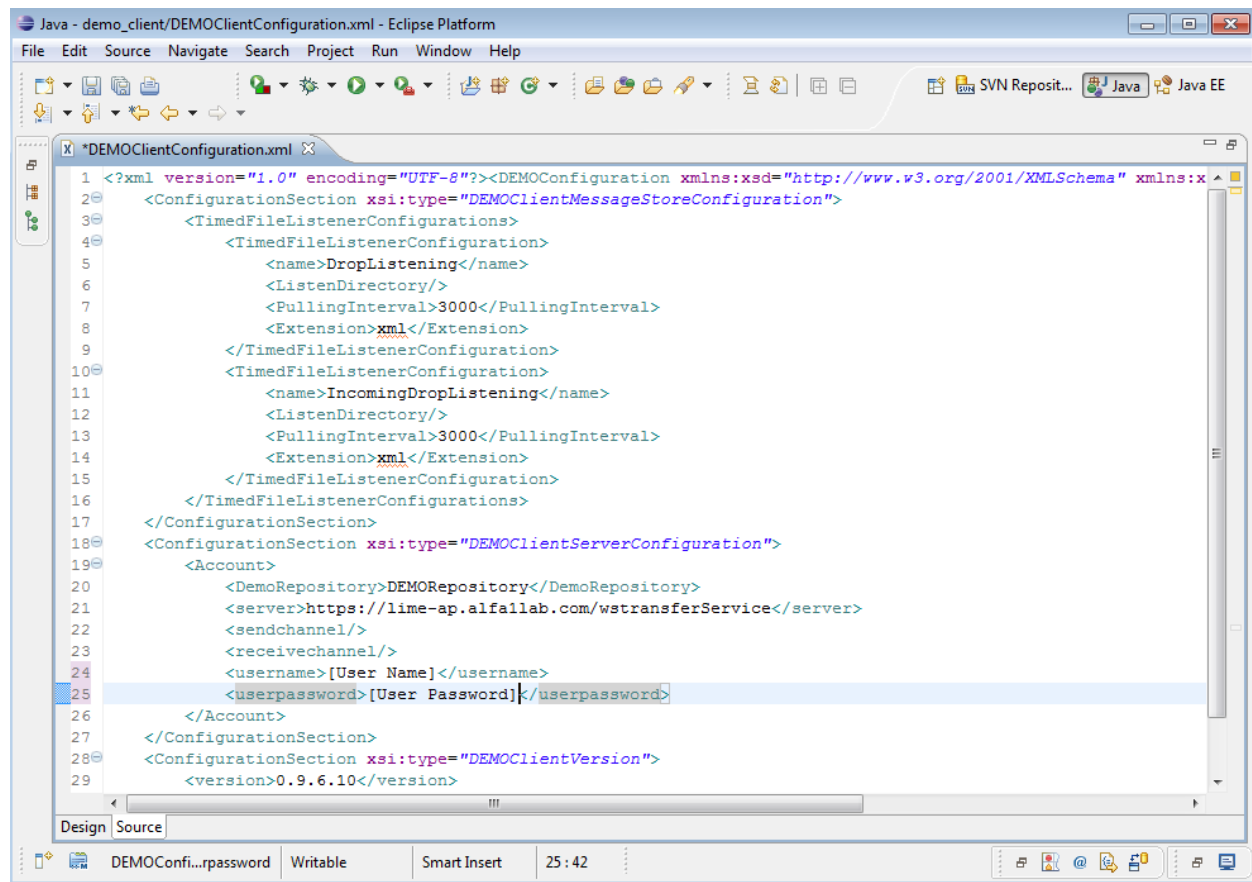 Java - demo_client/DEMOClientConfiguration.xml - Eclipse Platform
File Edit Source Navigate Search Project Run Window Help
SVN Reposit... Java Java EE
*DEMOClientConfiguration.xml
1 <?xml version="1.0" encoding="UTF-8"?><DEMOConfiguration xmlns:xsd="http://www.w3.org/2001/XMLSchema" xmlns:x
2 <ConfigurationSection xsi:type="DEMOClientMessageStoreConfiguration">
3 <TimedFileListenerConfigurations>
4 <TimedFileListenerConfiguration>
5 <name>DropListening</name>
6 <ListenDirectory/>
7 <PullingInterval>3000</PullingInterval>
8 <Extension>xml</Extension>
9 </TimedFileListenerConfiguration>
10 <TimedFileListenerConfiguration>
11 <name>IncomingDropListening</name>
12 <ListenDirectory/>
13 <PullingInterval>3000</PullingInterval>
14 <Extension>xml</Extension>
15 </TimedFileListenerConfiguration>
16 </TimedFileListenerConfigurations>
17 </ConfigurationSection>
18 <ConfigurationSection xsi:type="DEMOClientServerConfiguration">
19 <Account>
20 <DemoRepository>DEMORepository</DemoRepository>
21 <server>https://lime-ap.alfa1lab.com/wstransferService</server>
22 <sendchannel/>
23 <receivechannel/>
24 <username>[User Name]</username>
25 <userpassword>[User Password]</userpassword>
26 </Account>
27 </ConfigurationSection>
28 <ConfigurationSection xsi:type="DEMOClientVersion">
29 <version>0.9.6.10</version>
Design Source
DEMOConfi...rpassword Writable Smart Insert 25 : 42